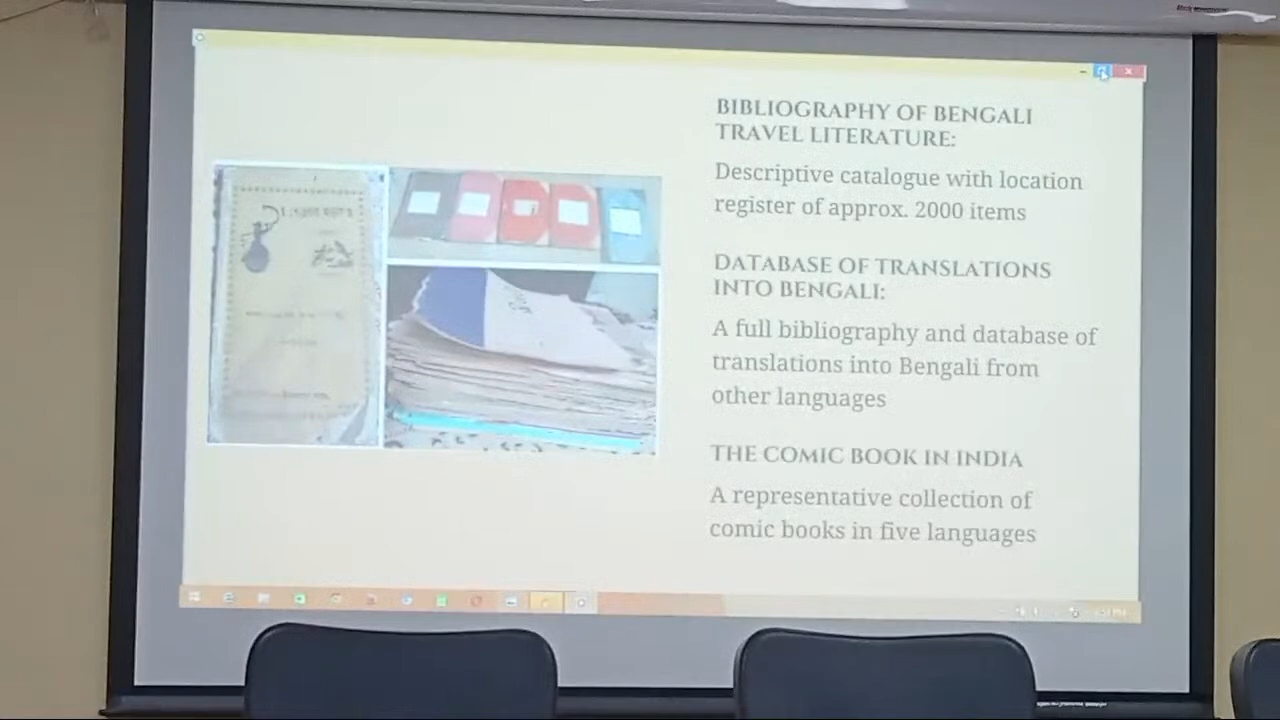 BIBLIOGRAPHY OF BENGALI
TRAVEL LITERATURE:
Descriptive catalogue with location
register of approx. 2000 items
DATABASE OF TRANSLATIONS
INTO BENGALI:
A full bibliography and database of
translations into Bengali from
other languages
THE COMIC BOOK IN INDIA
A representative collection of
comic books in five languages